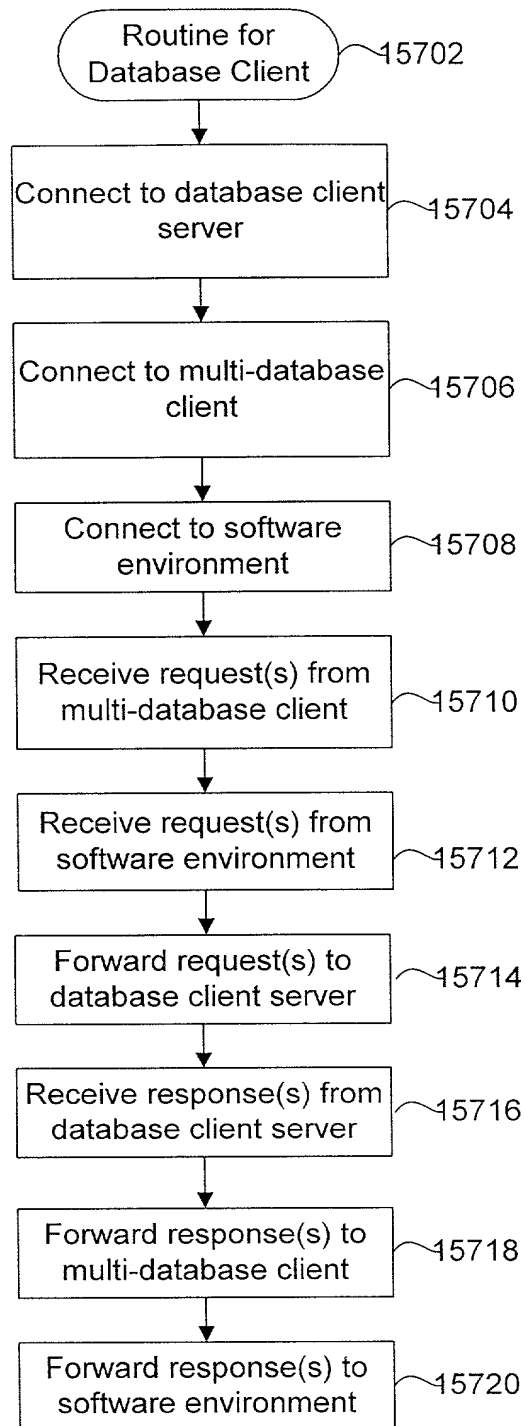 Routine for
Database Client
15702
Connect to database client
server
15704
Connect to multi-database
client
15706
Connect to software
environment
15708
Receive request(s) from
multi-database client
15710
Receive request(s) from
software environment
15712
Forward request(s) to
database client server
15714
Receive response(s) from
database client server
15716
Forward response(s) to
multi-database client
15718
Forward response(s) to
software environment
15720